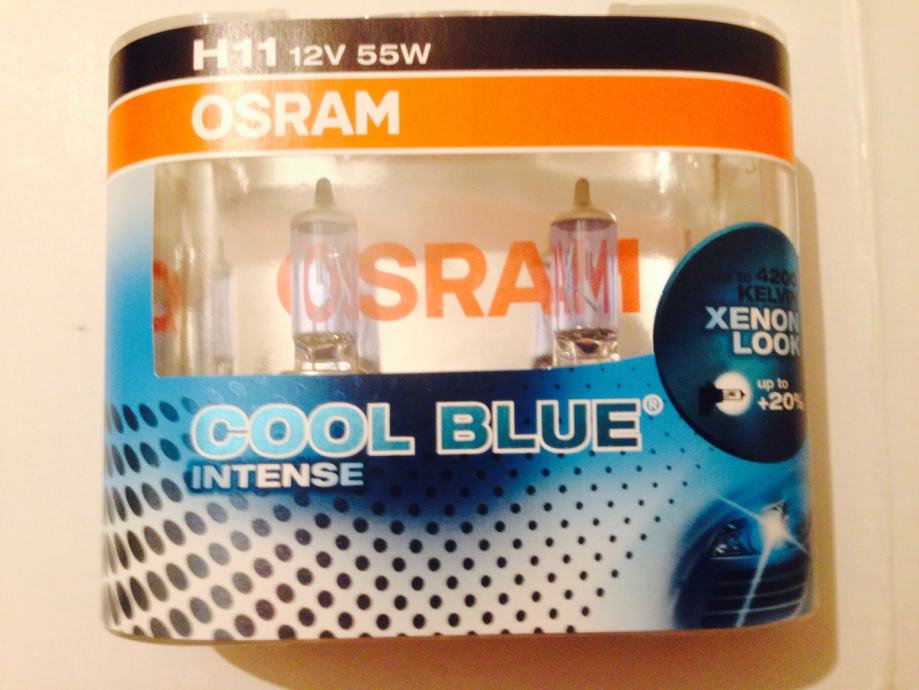 H11 12V 55W
OSRAM
OSRAM
up to 4200
KELVIN
XENON
LOOK
up to
+20%
COOL BLUE®
INTENSE